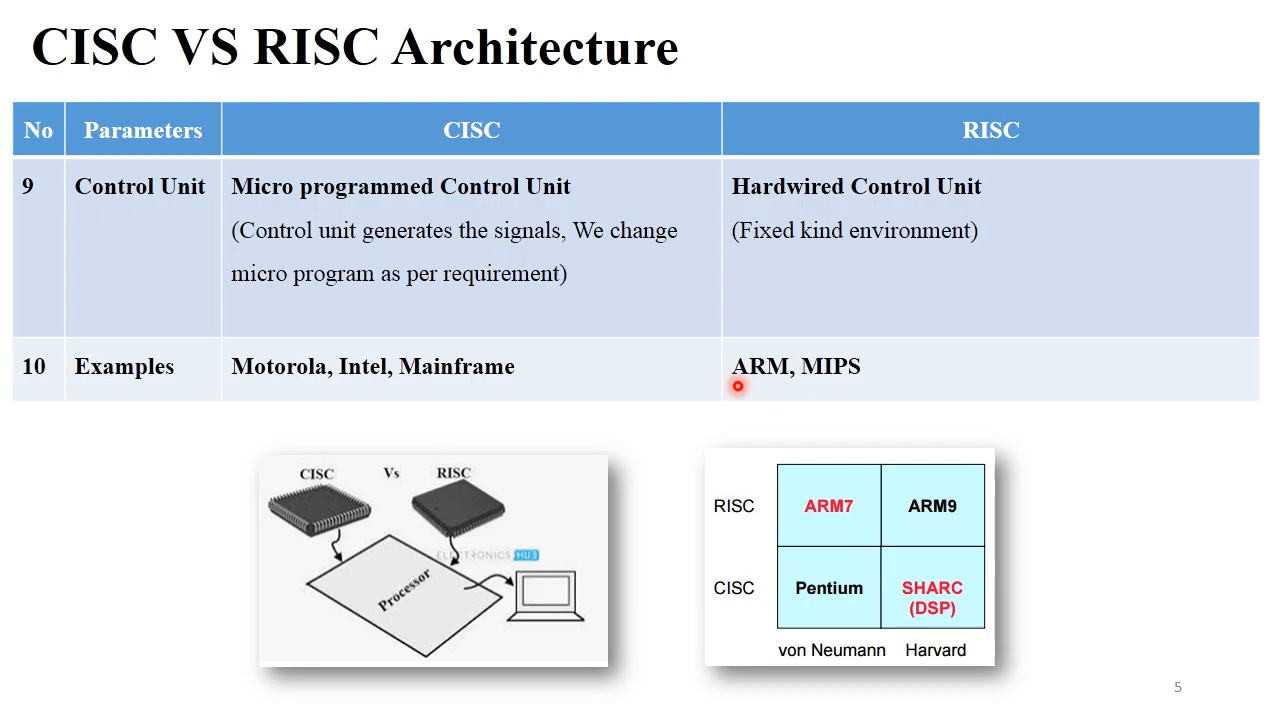 CISC VS RISC Architecture
No Parameters CISC RISC
9 Control Unit Micro programmed Control Unit Hardwired Control Unit
(Control unit generates the signals, We change (Fixed kind environment)
micro program as per requirement)
10 Examples Motorola, Intel, Mainframe ARM, MIPS
CISC Vs RISC
ELECTRONICS HUB
Processor
RISC ARM7 ARM9
CISC Pentium SHARC
(DSP)
von Neumann Harvard
5